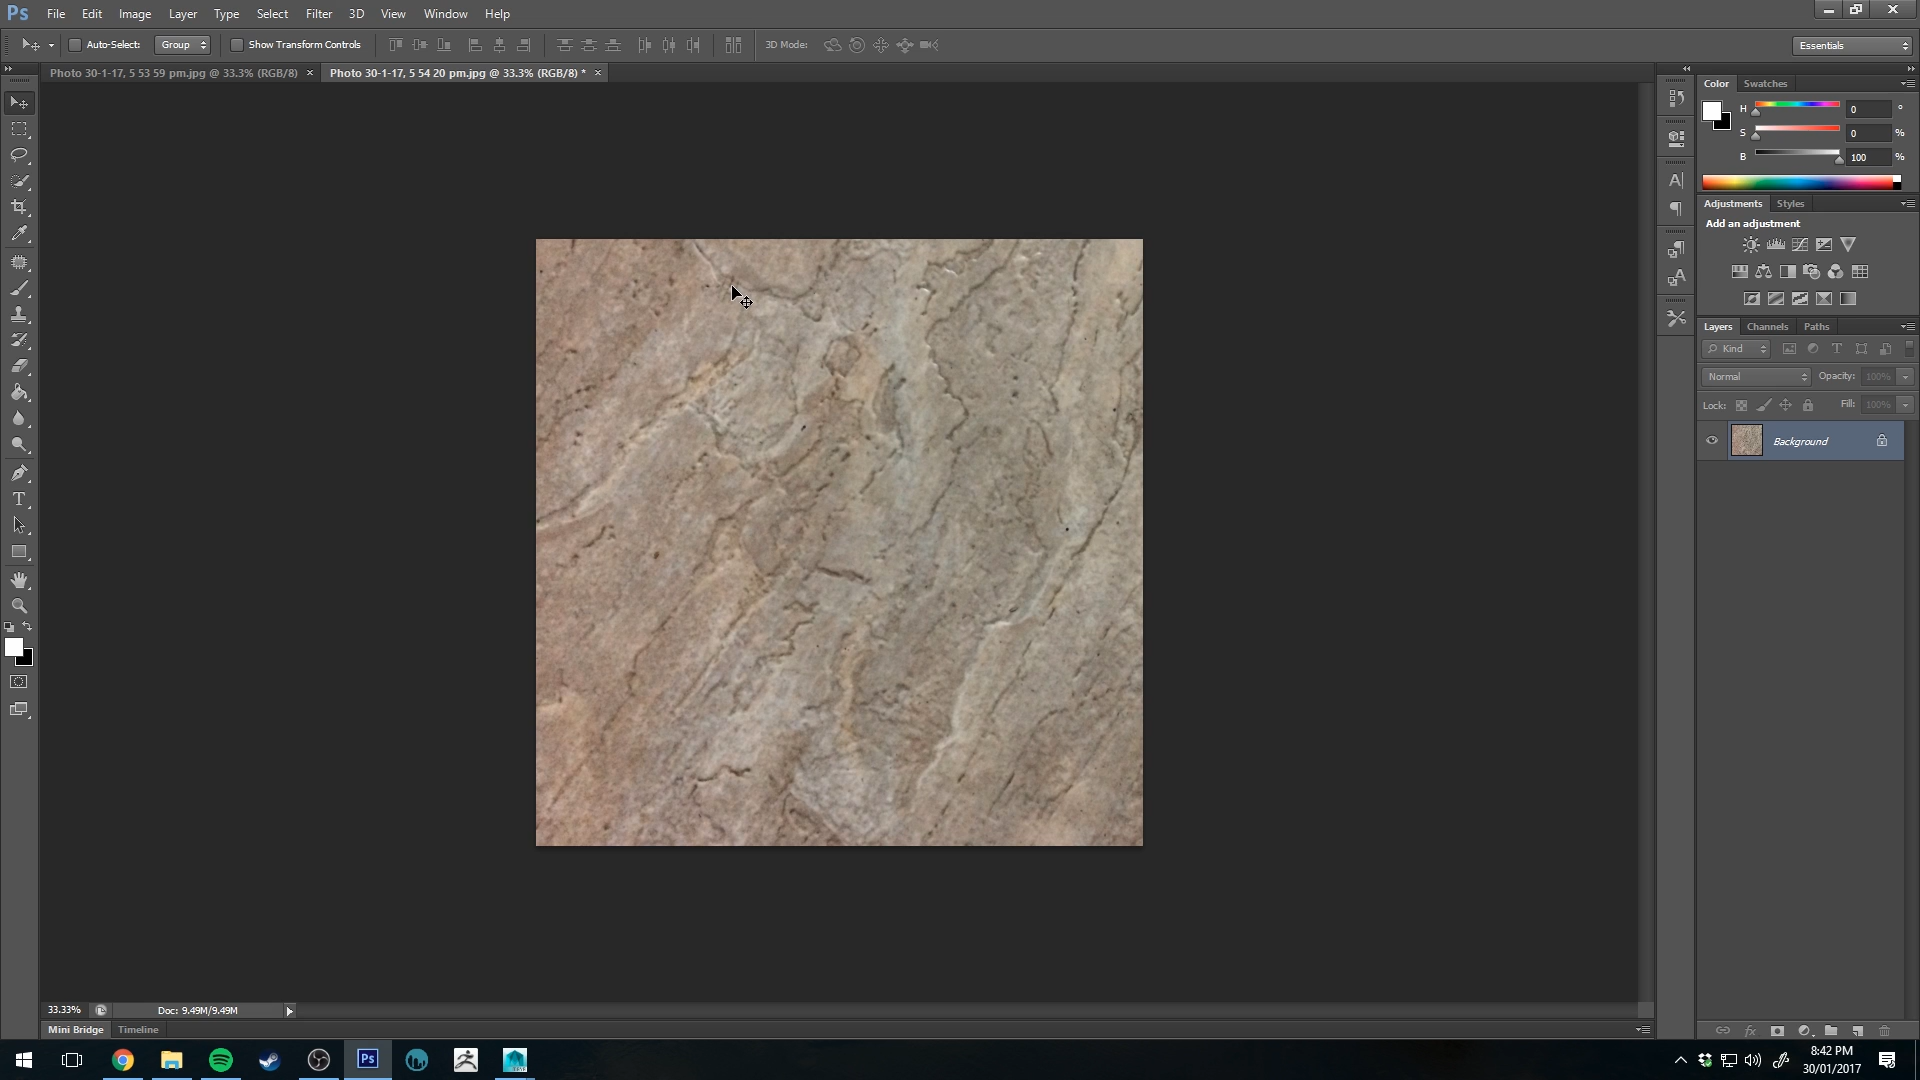 Ps File Edit Image Layer Type Select Filter 3D View Window Help
Auto-Select: Group Show Transform Controls 3D Mode: Essentials
Photo 30-1-17, 5 53 59 pm.jpg @ 33.3% (RGB/8) × Photo 30-1-17, 5 54 20 pm.jpg @ 33.3% (RGB/8) * ×
Color Swatches
H 0 °
S 0 %
B 100 %
Adjustments Styles
Add an adjustment
Layers Channels Paths
Kind
Normal Opacity: 100%
Lock: Fill: 100%
Background
33.33% Doc: 9.49M/9.49M
Mini Bridge Timeline
Ps
8:42 PM
30/01/2017